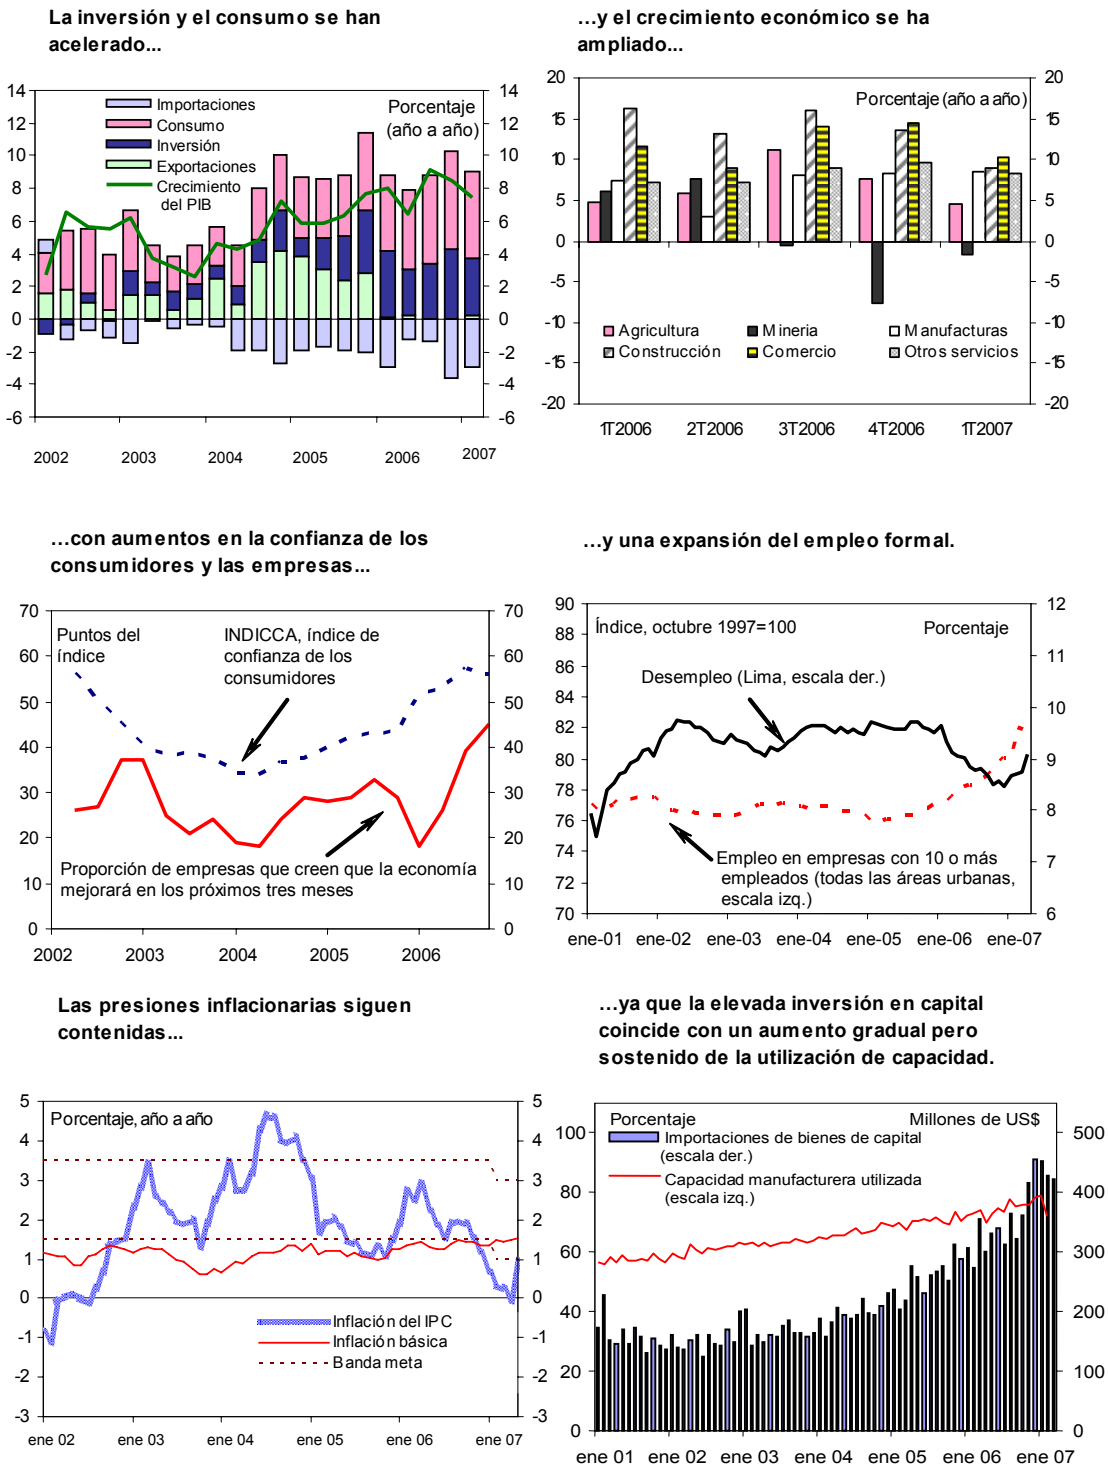 La inversión y el consumo se han
acelerado...
14
12
10
8
6
4
2
0
-2
-4
-6
Importaciones
Consumo
Inversión
Exportaciones
Crecimiento
del PIB
Porcentaje
(año a año)
14
12
10
8
6
4
2
0
-2
-4
-6
2002
2003
2004
2005
2006
2007
...y el crecimiento económico se ha
ampliado...
20
15
10
5
0
-5
-10
-15
-20
Porcentaje (año a año)
Agricultura
Mineria
Manufacturas
Construcción
Comercio
Otros servicios
20
15
10
5
0
-5
-10
-15
-20
1T2006
2T2006
3T2006
4T2006
1T2007
...con aumentos en la confianza de los
consumidores y las empresas...
70
60
50
40
30
20
10
0
Puntos del
índice
INDICCA, índice de
confianza de los
consumidores
Proporción de empresas que creen que la economía
mejorará en los próximos tres meses
70
60
50
40
30
20
10
0
2002
2003
2004
2005
2006
...y una expansión del empleo formal.
90
88
86
84
82
80
78
76
74
72
70
Índice, octubre 1997=100
Porcentaje
Desempleo (Lima, escala der.)
Empleo en empresas con 10 o más
empleados (todas las áreas urbanas,
escala izq.)
12
11
10
9
8
7
6
ene-01
ene-02
ene-03
ene-04
ene-05
ene-06
ene-07
Las presiones inflacionarias siguen
contenidas...
5
4
3
2
1
0
-1
-2
-3
Porcentaje, año a año
Inflación del IPC
Inflación básica
Banda meta
5
4
3
2
1
0
-1
-2
-3
ene 02
ene 03
ene 04
ene 05
ene 06
ene 07
...ya que la elevada inversión en capital
coincide con un aumento gradual pero
sostenido de la utilización de capacidad.
100
80
60
40
20
0
Porcentaje
Millones de US$
Importaciones de bienes de capital
(escala der.)
Capacidad manufacturera utilizada
(escala izq.)
500
400
300
200
100
0
ene 01
ene 02
ene 03
ene 04
ene 05
ene 06
ene 07